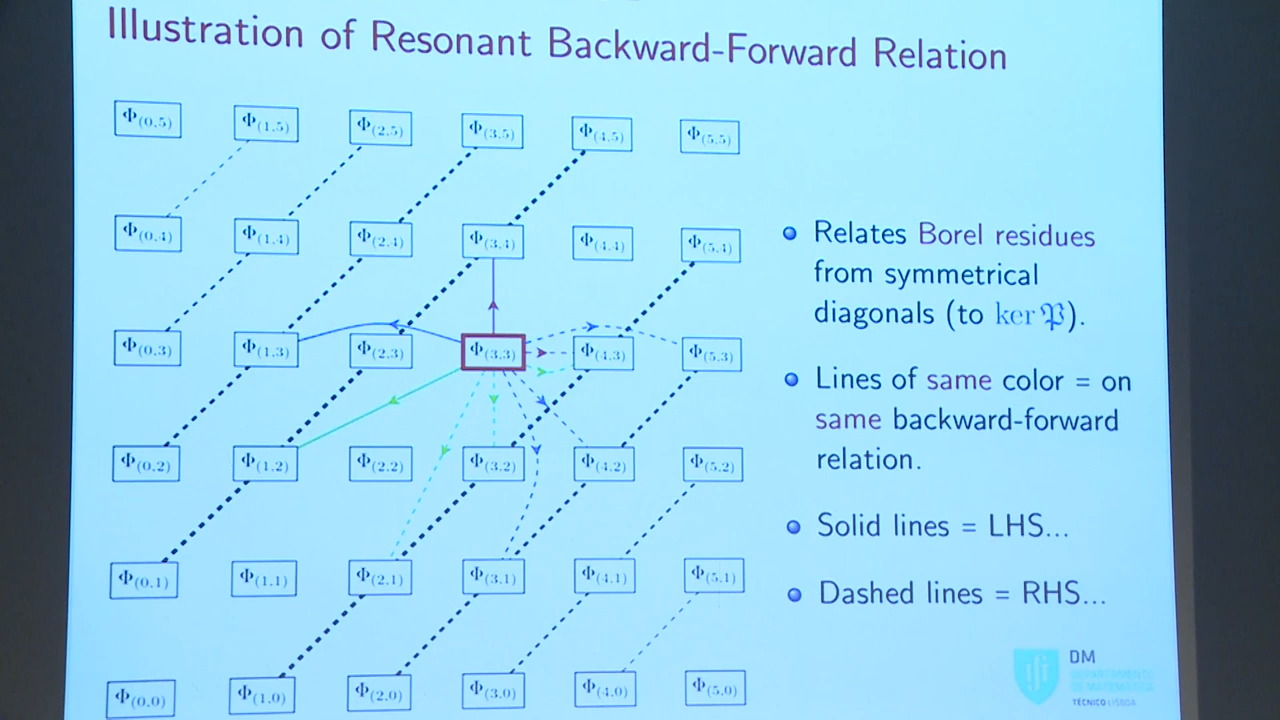 Illustration of Resonant Backward-Forward Relation
Φ(0,5) Φ(1,5) Φ(2,5) Φ(3,5) Φ(4,5) Φ(5,5)
Φ(0,4) Φ(1,4) Φ(2,4) Φ(3,4) Φ(4,4) Φ(5,4)
Φ(0,3) Φ(1,3) Φ(2,3) Φ(3,3) Φ(4,3) Φ(5,3)
Φ(0,2) Φ(1,2) Φ(2,2) Φ(3,2) Φ(4,2) Φ(5,2)
Φ(0,1) Φ(1,1) Φ(2,1) Φ(3,1) Φ(4,1) Φ(5,1)
Φ(0,0) Φ(1,0) Φ(2,0) Φ(3,0) Φ(4,0) Φ(5,0)
Relates Borel residues
from symmetrical
diagonals (to ker 𝔓).
Lines of same color = on
same backward-forward
relation.
Solid lines = LHS...
Dashed lines = RHS...
DM
DEPARTAMENTO
DE MATEMÁTICA
TÉCNICO LISBOA